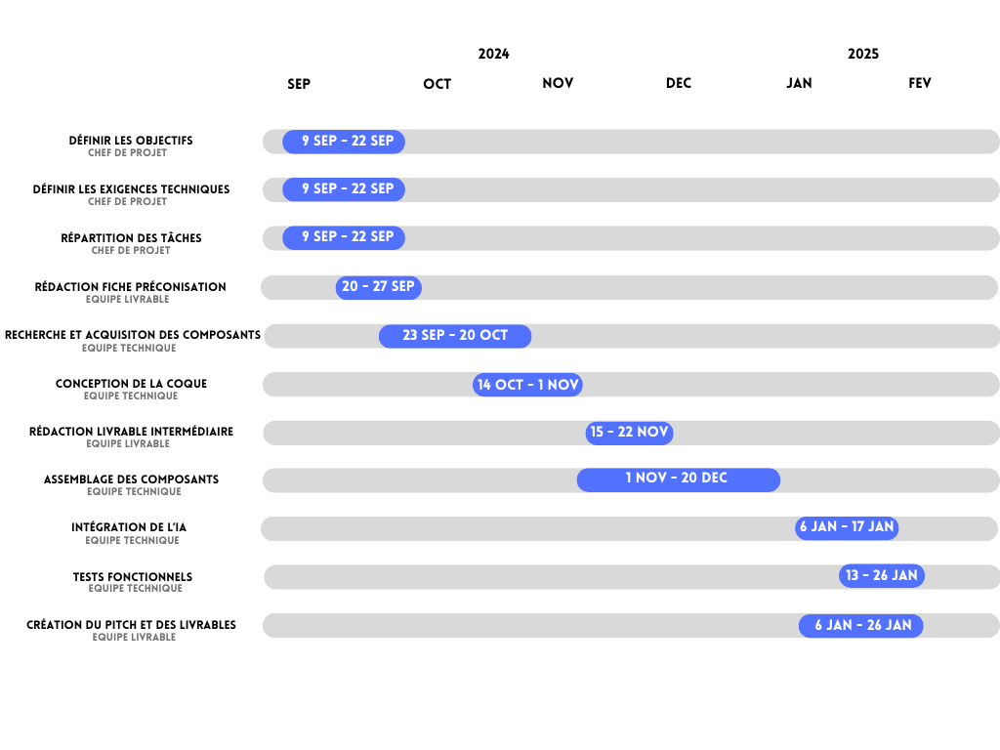 2024
2025
SEP
OCT
NOV
DEC
JAN
FEV
DÉFINIR LES OBJECTIFS
CHEF DE PROJET
9 SEP - 22 SEP
DÉFINIR LES EXIGENCES TECHNIQUES
CHEF DE PROJET
9 SEP - 22 SEP
RÉPARTITION DES TÂCHES
CHEF DE PROJET
9 SEP - 22 SEP
RÉDACTION FICHE PRÉCONISATION
EQUIPE LIVRABLE
20 - 27 SEP
RECHERCHE ET ACQUISITON DES COMPOSANTS
EQUIPE TECHNIQUE
23 SEP - 20 OCT
CONCEPTION DE LA COQUE
EQUIPE TECHNIQUE
14 OCT - 1 NOV
RÉDACTION LIVRABLE INTERMÉDIAIRE
EQUIPE LIVRABLE
15 - 22 NOV
ASSEMBLAGE DES COMPOSANTS
EQUIPE TECHNIQUE
1 NOV - 20 DEC
INTÉGRATION DE L'IA
EQUIPE TECHNIQUE
6 JAN - 17 JAN
TESTS FONCTIONNELS
EQUIPE TECHNIQUE
13 - 26 JAN
CRÉATION DU PITCH ET DES LIVRABLES
EQUIPE LIVRABLE
6 JAN - 26 JAN